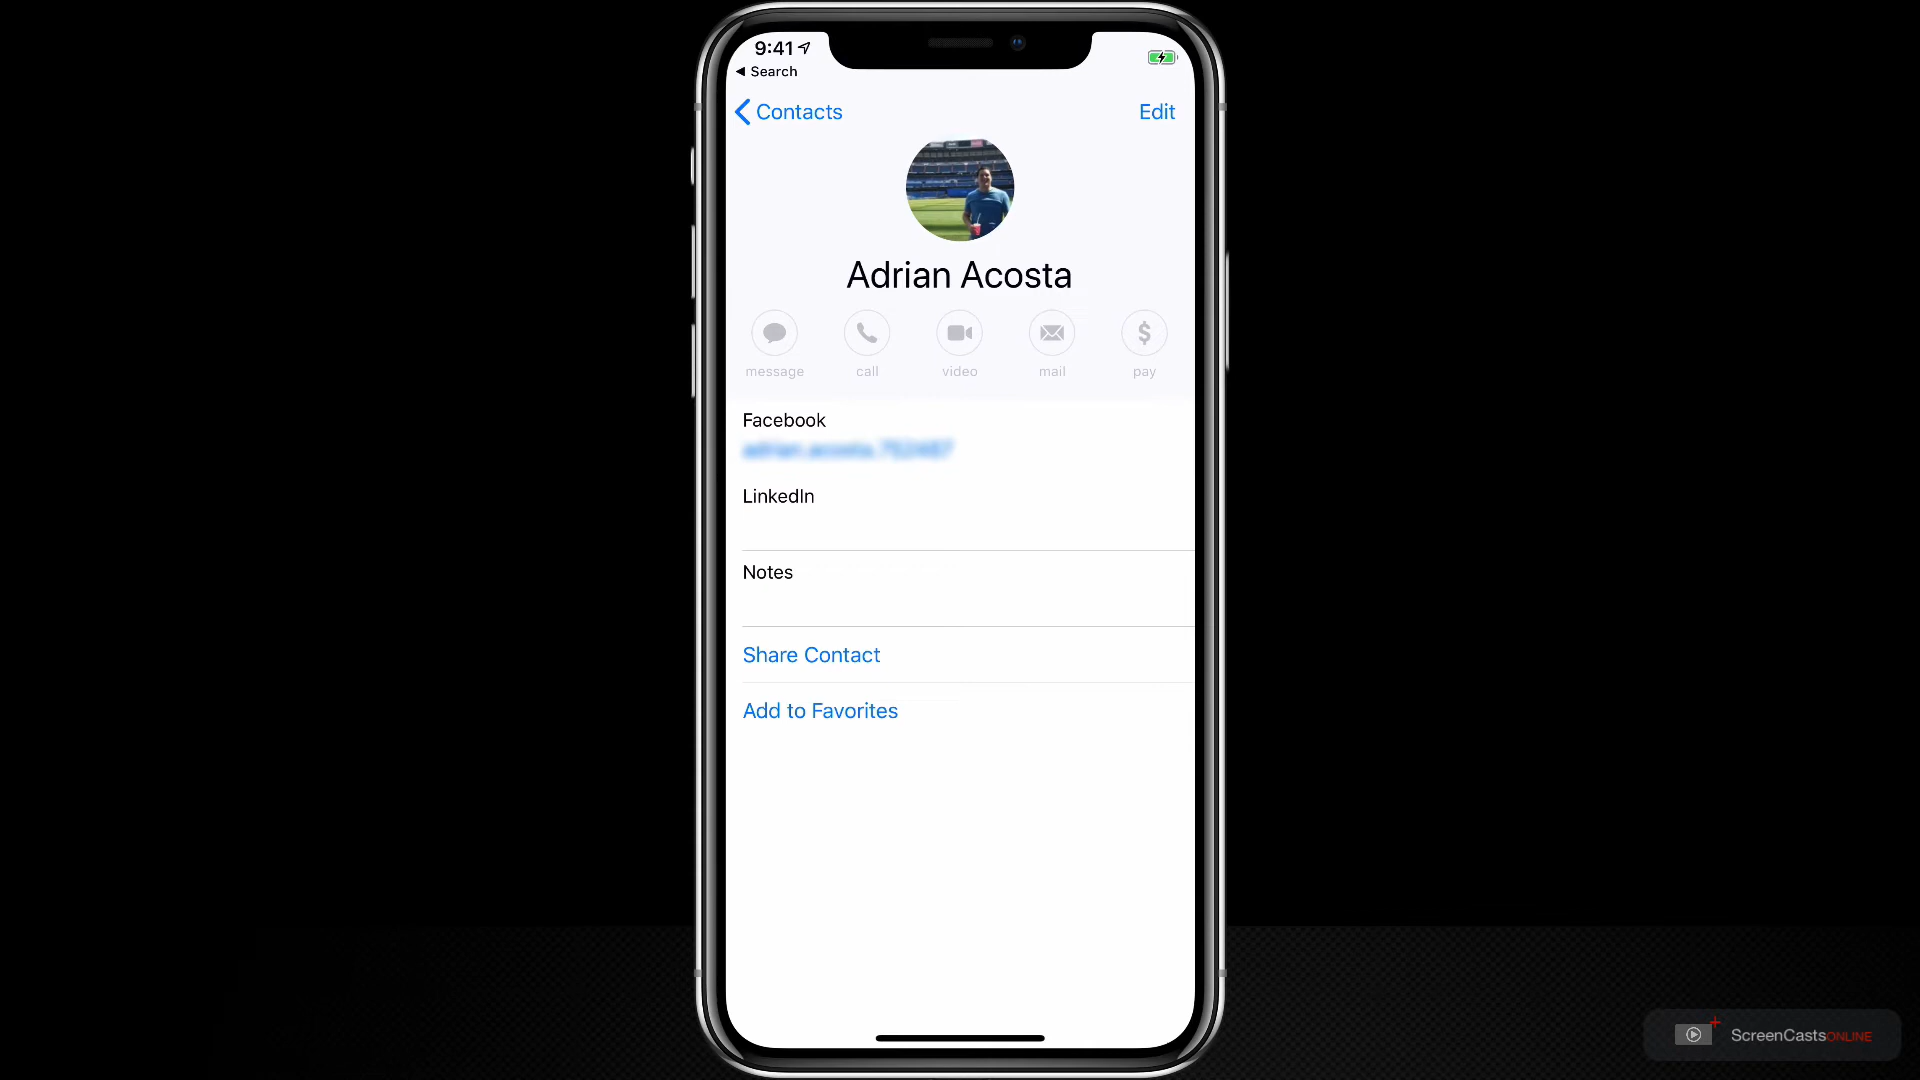 9:41
Search
Contacts
Edit
Adrian Acosta
message
call
video
mail
pay
Facebook
LinkedIn
Notes
Share Contact
Add to Favorites
ScreenCastsONLINE